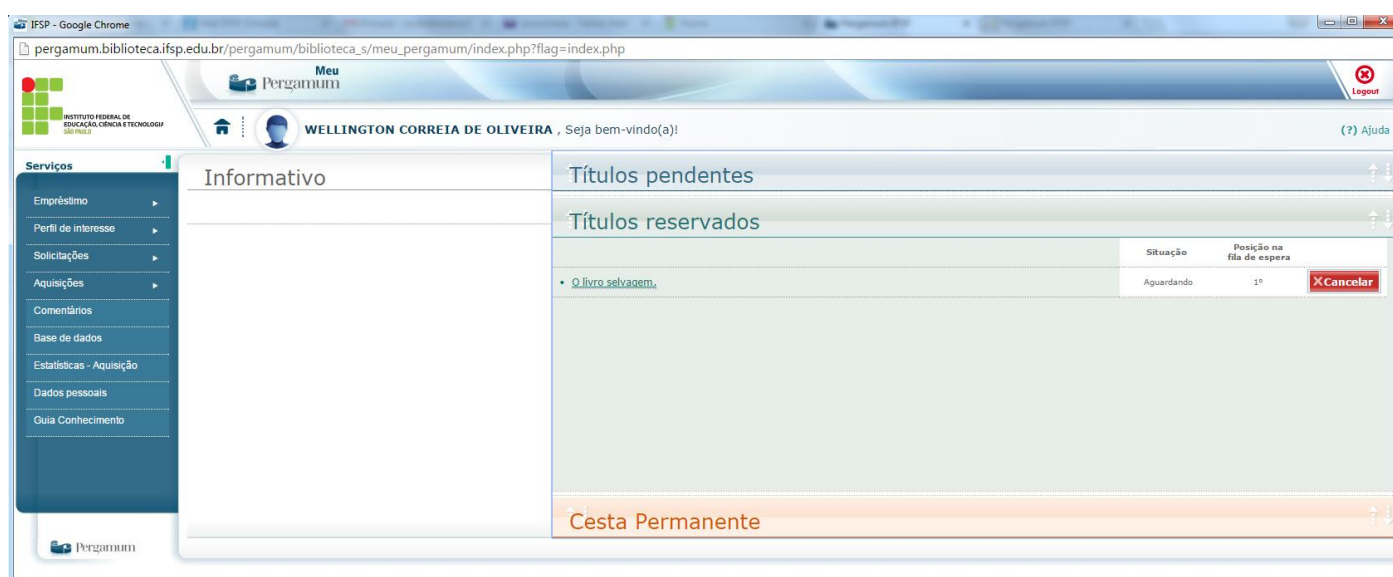 IFSP - Google Chrome
pergamum.biblioteca.ifsp.edu.br/pergamum/biblioteca_s/meu_pergamum/index.php?flag=index.php
Meu
Pergamum
Logout
INSTITUTO FEDERAL DE
EDUCAÇÃO, CIÊNCIA E TECNOLOGIA
SÃO PAULO
WELLINGTON CORREIA DE OLIVEIRA , Seja bem-vindo(a)!
(?) Ajuda
Serviços
Empréstimo
Perfil de interesse
Solicitações
Aquisições
Comentários
Base de dados
Estatísticas - Aquisição
Dados pessoais
Guia Conhecimento
Pergamum
Informativo
Títulos pendentes
Títulos reservados
Situação
Posição na
fila de espera
• O livro selvagem.
Aguardando
1º
XCancelar
Cesta Permanente